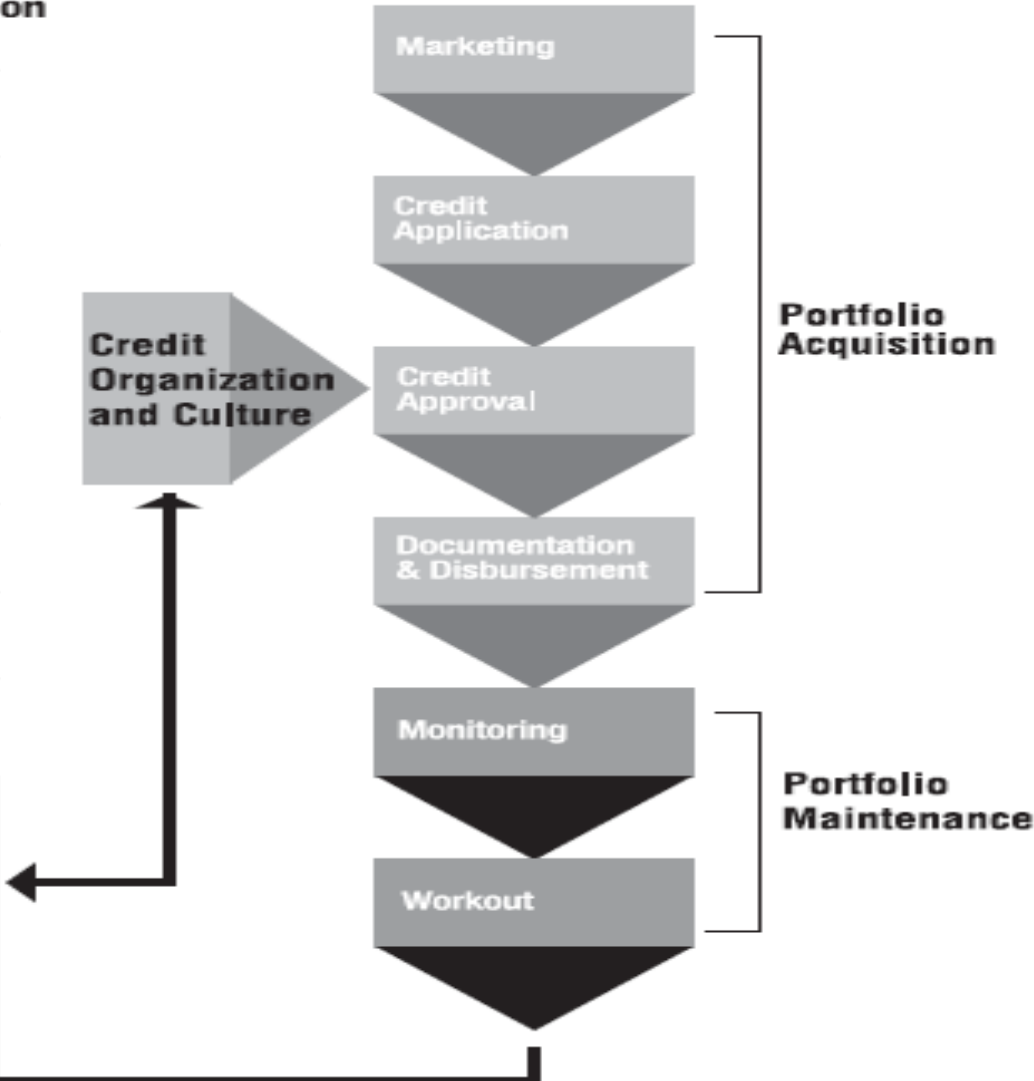 on
Marketing
Credit
Application
Credit
Organization
and Culture
Credit
Approval
Portfolio
Acquisition
Documentation
& Disbursement
Monitoring
Portfolio
Maintenance
Workout